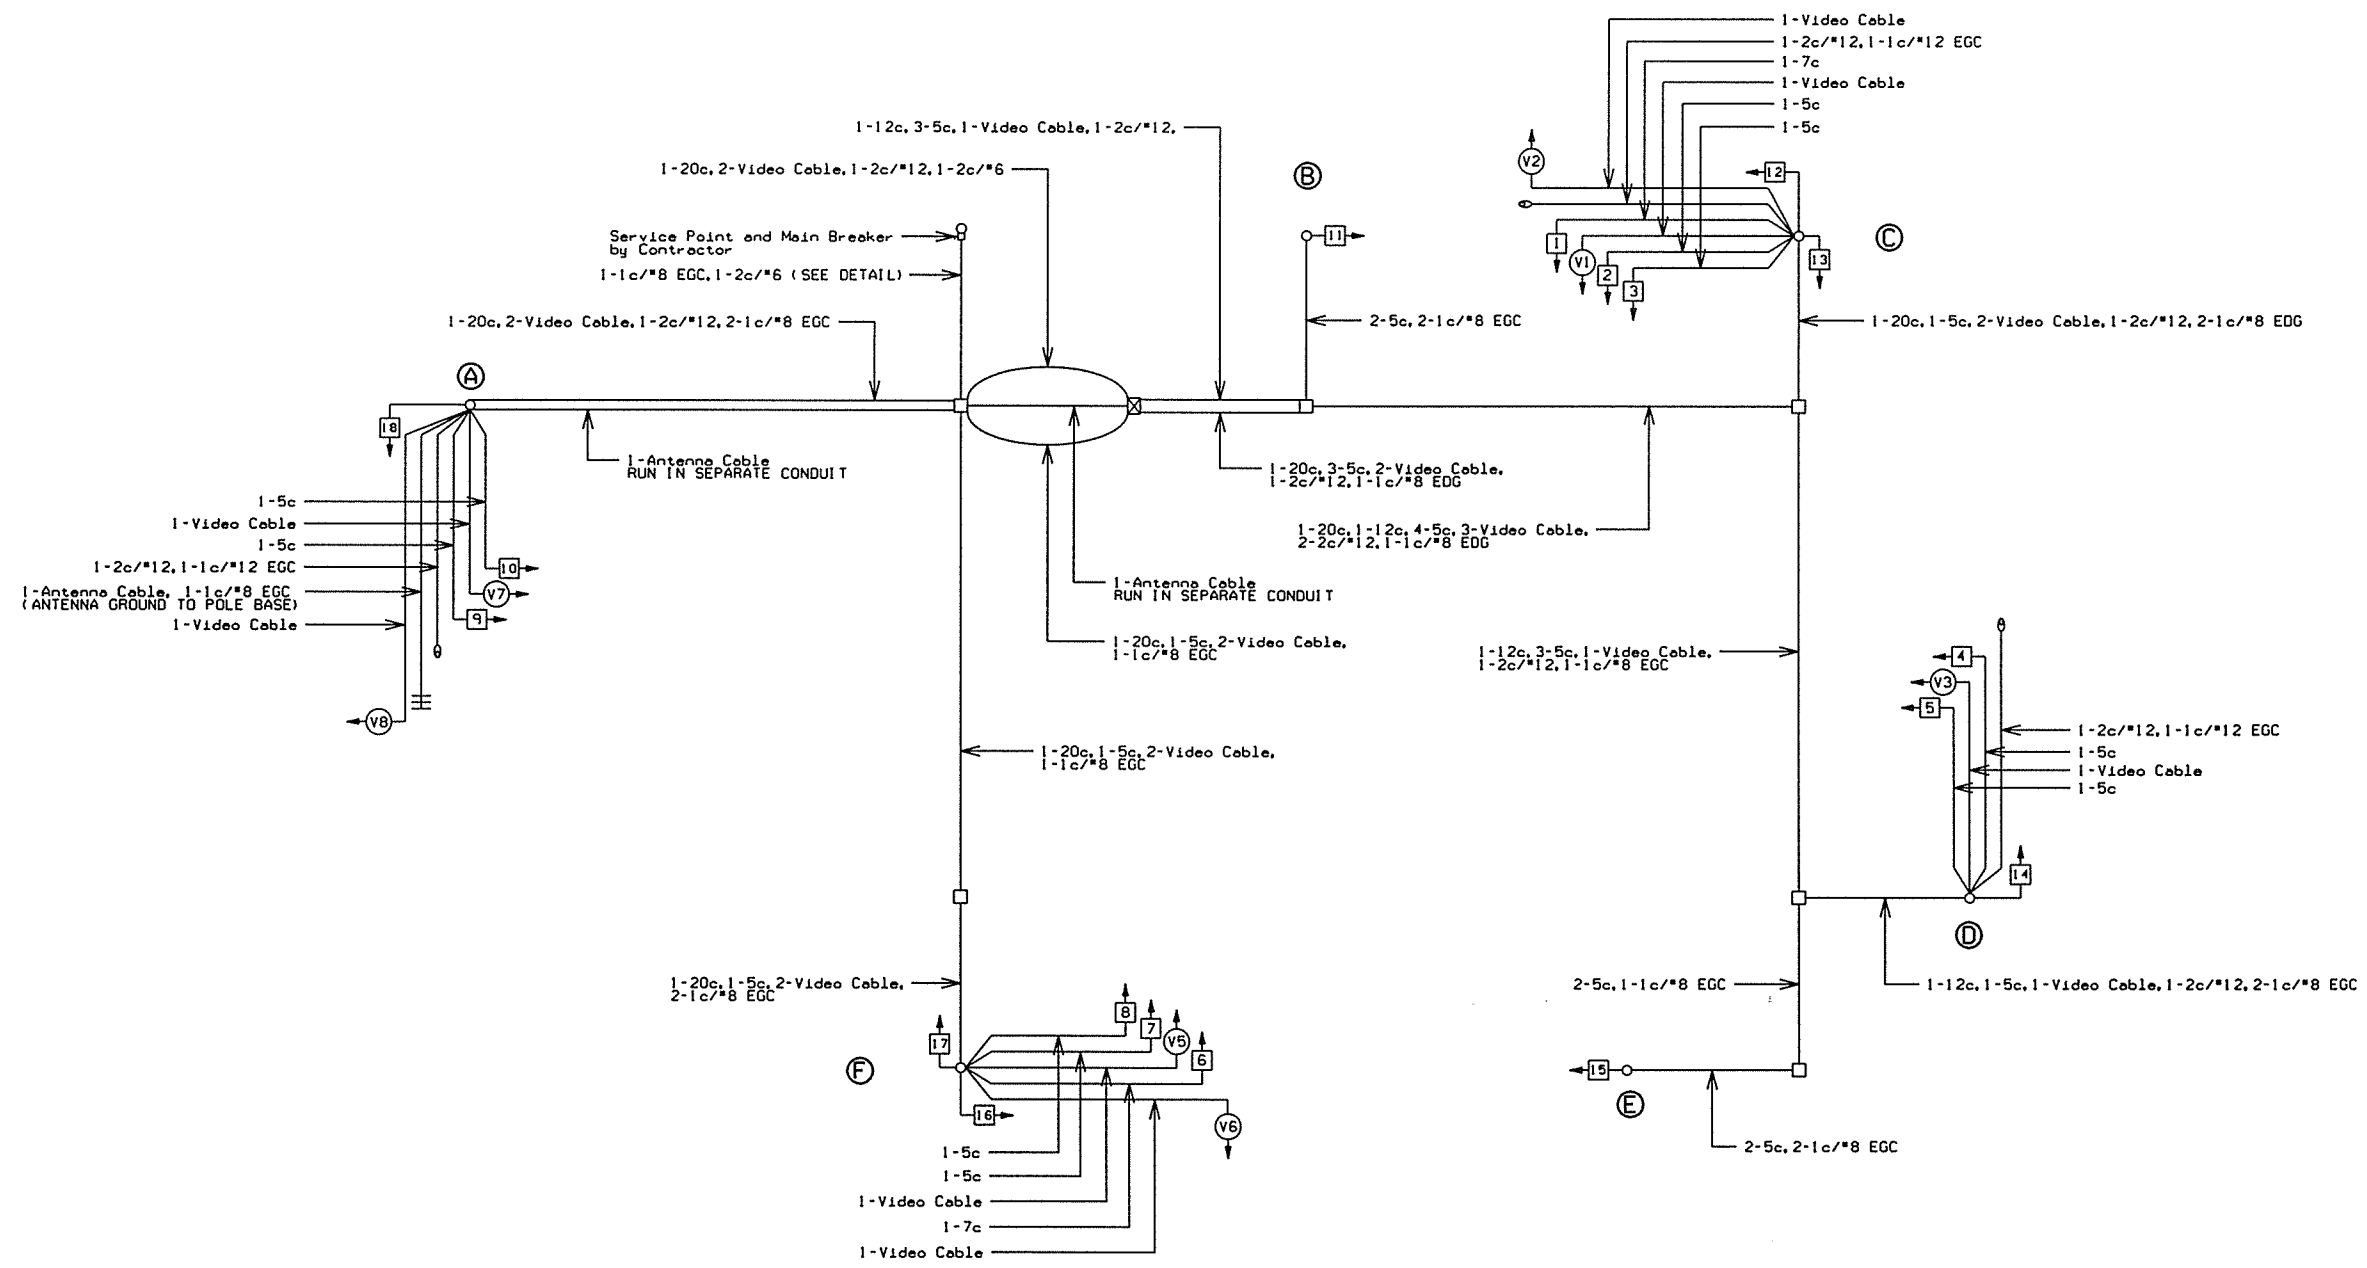 1-Video Cable
1-2c/#12,1-1c/#12 EGC
1-7c
1-Video Cable
1-5c
1-5c
1-12c,3-5c,1-Video Cable,1-2c/#12,
1-20c,2-Video Cable,1-2c/#12,1-2c/#6
B
V2
12
C
Service Point and Main Breaker
by Contractor
11
1
V1
2
3
13
1-1c/#8 EGC,1-2c/#6 (SEE DETAIL)
1-20c,2-Video Cable,1-2c/#12,2-1c/#8 EGC
2-5c,2-1c/#8 EGC
1-20c,1-5c,2-Video Cable,1-2c/#12,2-1c/#8 EDG
A
18
1-Antenna Cable
RUN IN SEPARATE CONDUIT
1-20c,3-5c,2-Video Cable,
1-2c/#12,1-1c/#8 EDG
1-5c
1-Video Cable
1-5c
1-2c/#12,1-1c/#12 EGC
1-Antenna Cable, 1-1c/#8 EGC
(ANTENNA GROUND TO POLE BASE)
1-Video Cable
10
V7
9
V8
1-20c,1-12c,4-5c,3-Video Cable,
2-2c/#12,1-1c/#8 EDG
1-Antenna Cable
RUN IN SEPARATE CONDUIT
1-20c,1-5c,2-Video Cable,
1-1c/#8 EGC
1-12c,3-5c,1-Video Cable,
1-2c/#12,1-1c/#8 EGC
4
V3
5
1-2c/#12,1-1c/#12 EGC
1-5c
1-Video Cable
1-5c
1-20c,1-5c,2-Video Cable,
1-1c/#8 EGC
14
D
1-20c,1-5c,2-Video Cable,
2-1c/#8 EGC
2-5c,1-1c/#8 EGC
1-12c,1-5c,1-Video Cable,1-2c/#12,2-1c/#8 EGC
8
7
V5
6
17
F
16
V6
15
E
2-5c,2-1c/#8 EGC
1-5c
1-5c
1-Video Cable
1-7c
1-Video Cable